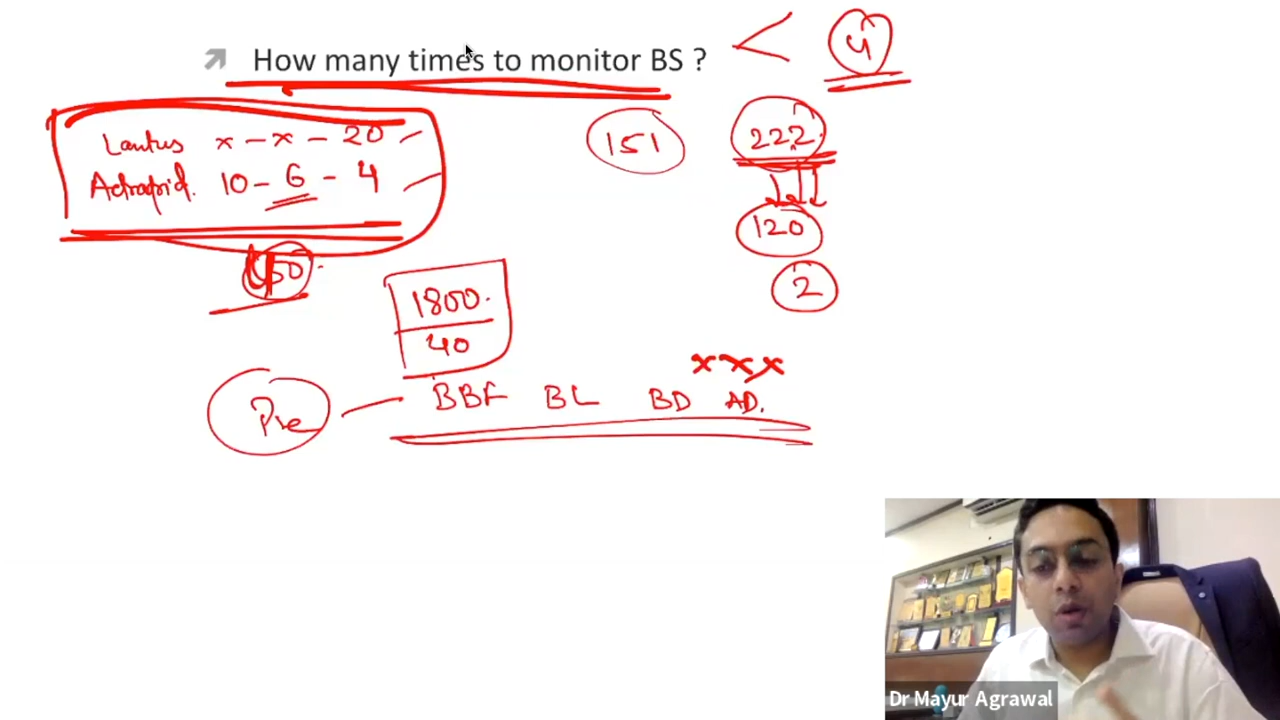 How many times to monitor BS ? < 4
Lantus x - x - 20
Actrapid. 10 - 6 - 4
151
222
120
2
1800
40
Pre — BBF BL BD AD.
x x x
Dr Mayur Agrawal